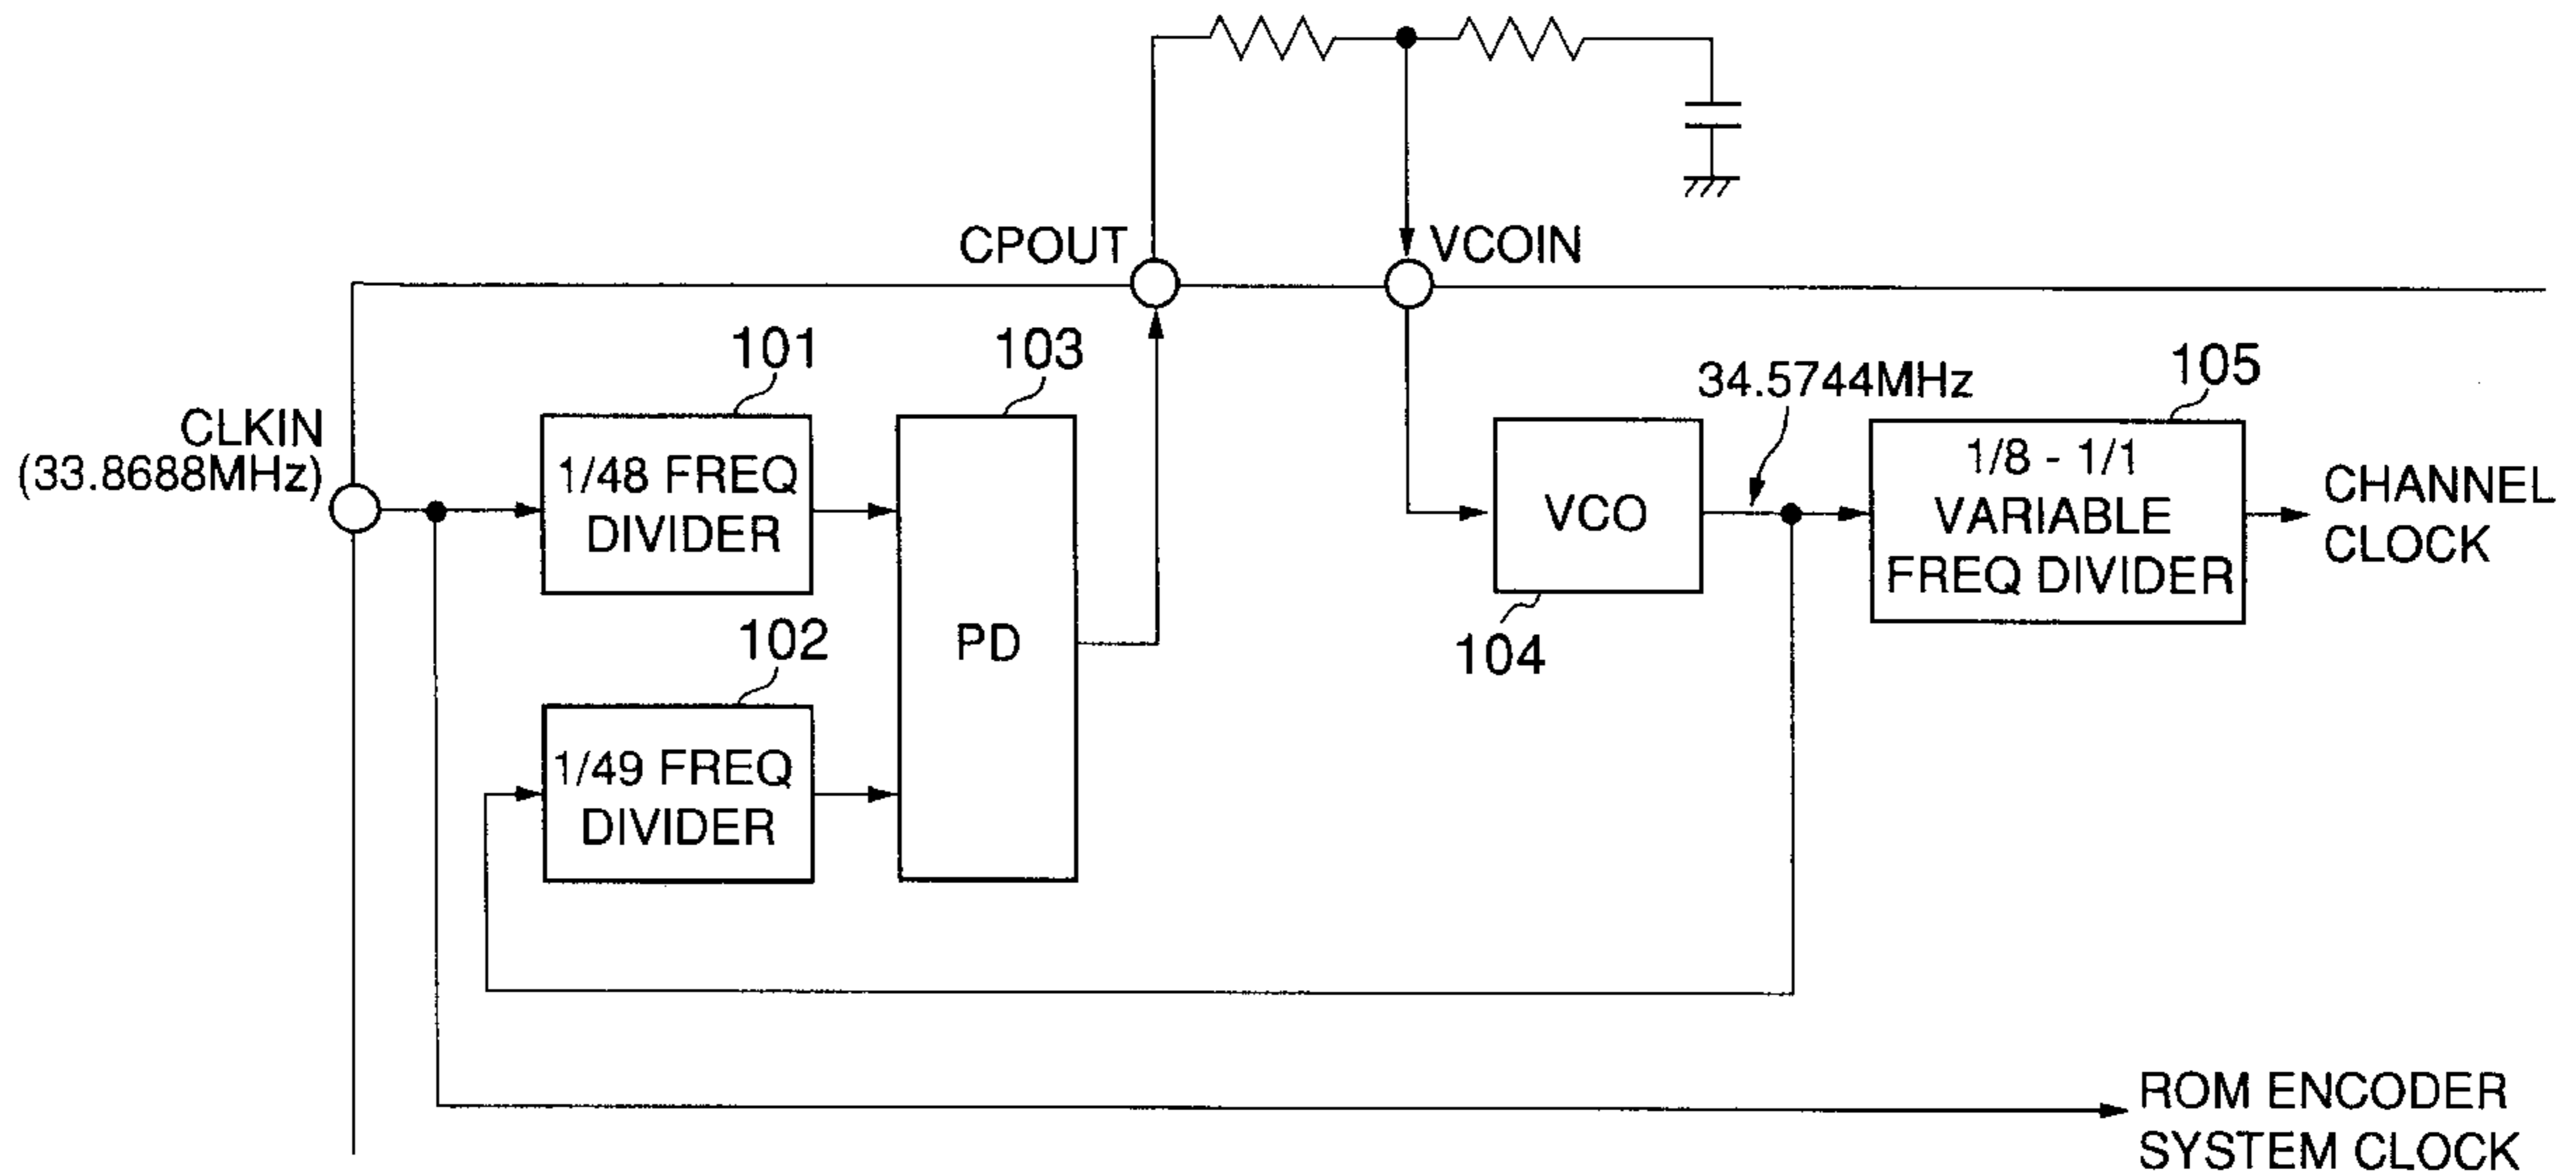 CPOUT
VCOIN
101
103
34.5744MHz
105
CLKIN
(33.8688MHz)
1/48 FREQ
DIVIDER
PD
VCO
1/8 - 1/1
VARIABLE
FREQ DIVIDER
CHANNEL
CLOCK
102
104
1/49 FREQ
DIVIDER
ROM ENCODER
SYSTEM CLOCK